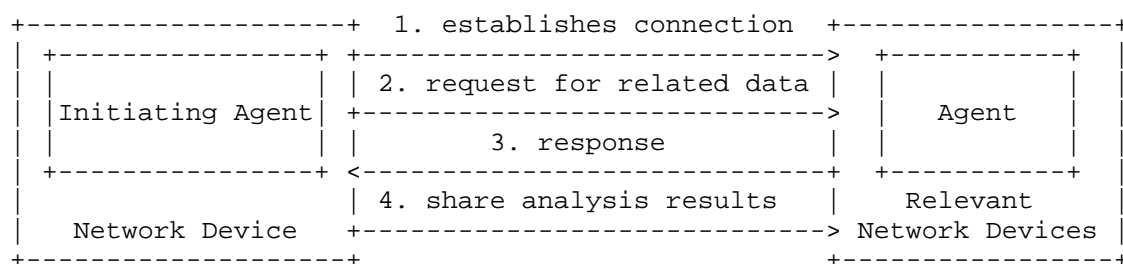 1. establishes connection
2. request for related data
Initiating Agent Agent
3. response
4. share analysis results Relevant
Network Device Network Devices